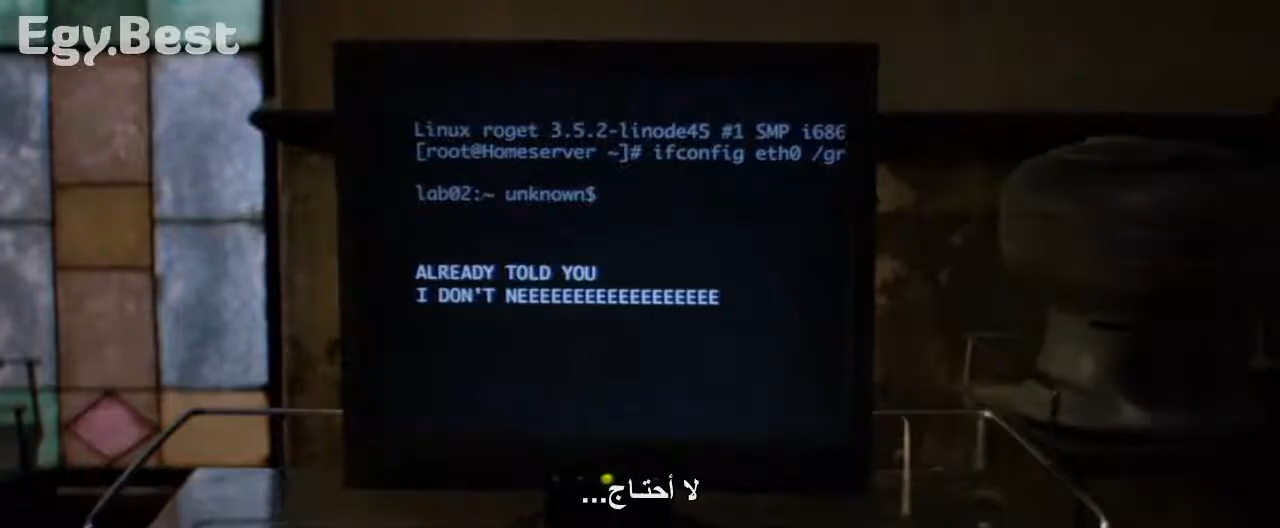 Egy.Best
Linux roget 3.5.2-linode45 #1 SMP i686
[root@Homeserver ~]# ifconfig eth0 /gr
lab02:~ unknown$
ALREADY TOLD YOU
I DON'T NEEEEEEEEEEEEEEEEEEE
لا أحتاج...